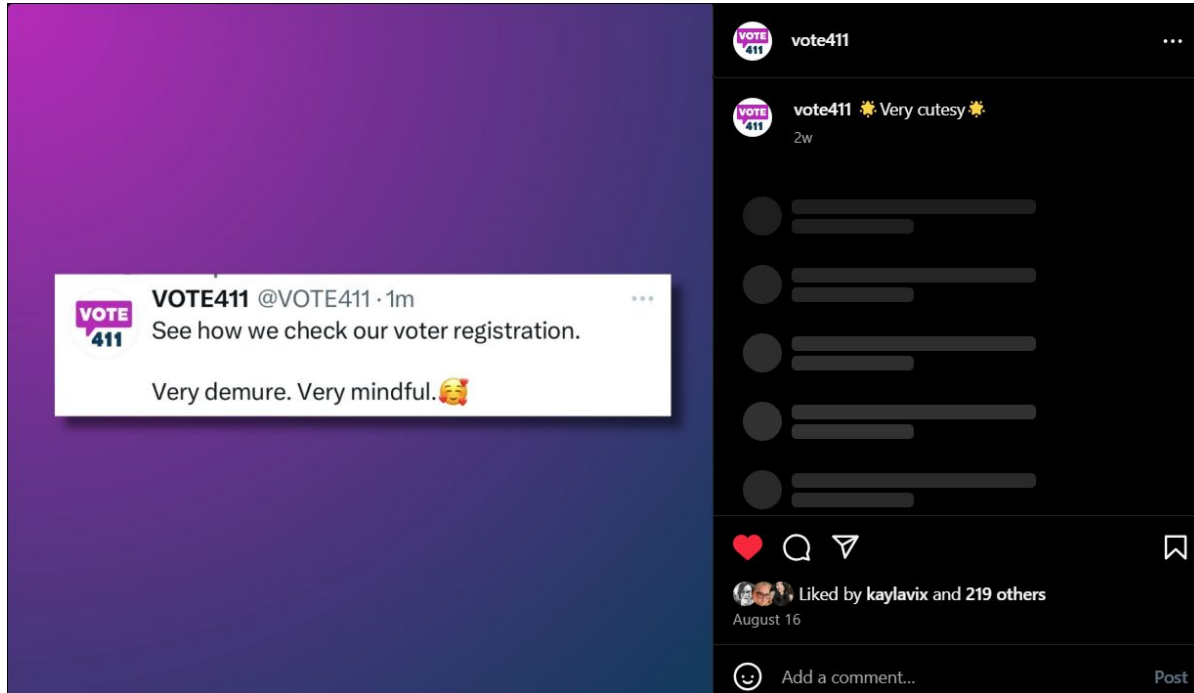 VOTE
411
VOTE411 @VOTE411 · 1m
See how we check our voter registration.
Very demure. Very mindful.🥰
VOTE
411
vote411
VOTE
411
vote411 🌟Very cutesy🌟
2w
Liked by kaylavix and 219 others
August 16
Add a comment...
Post